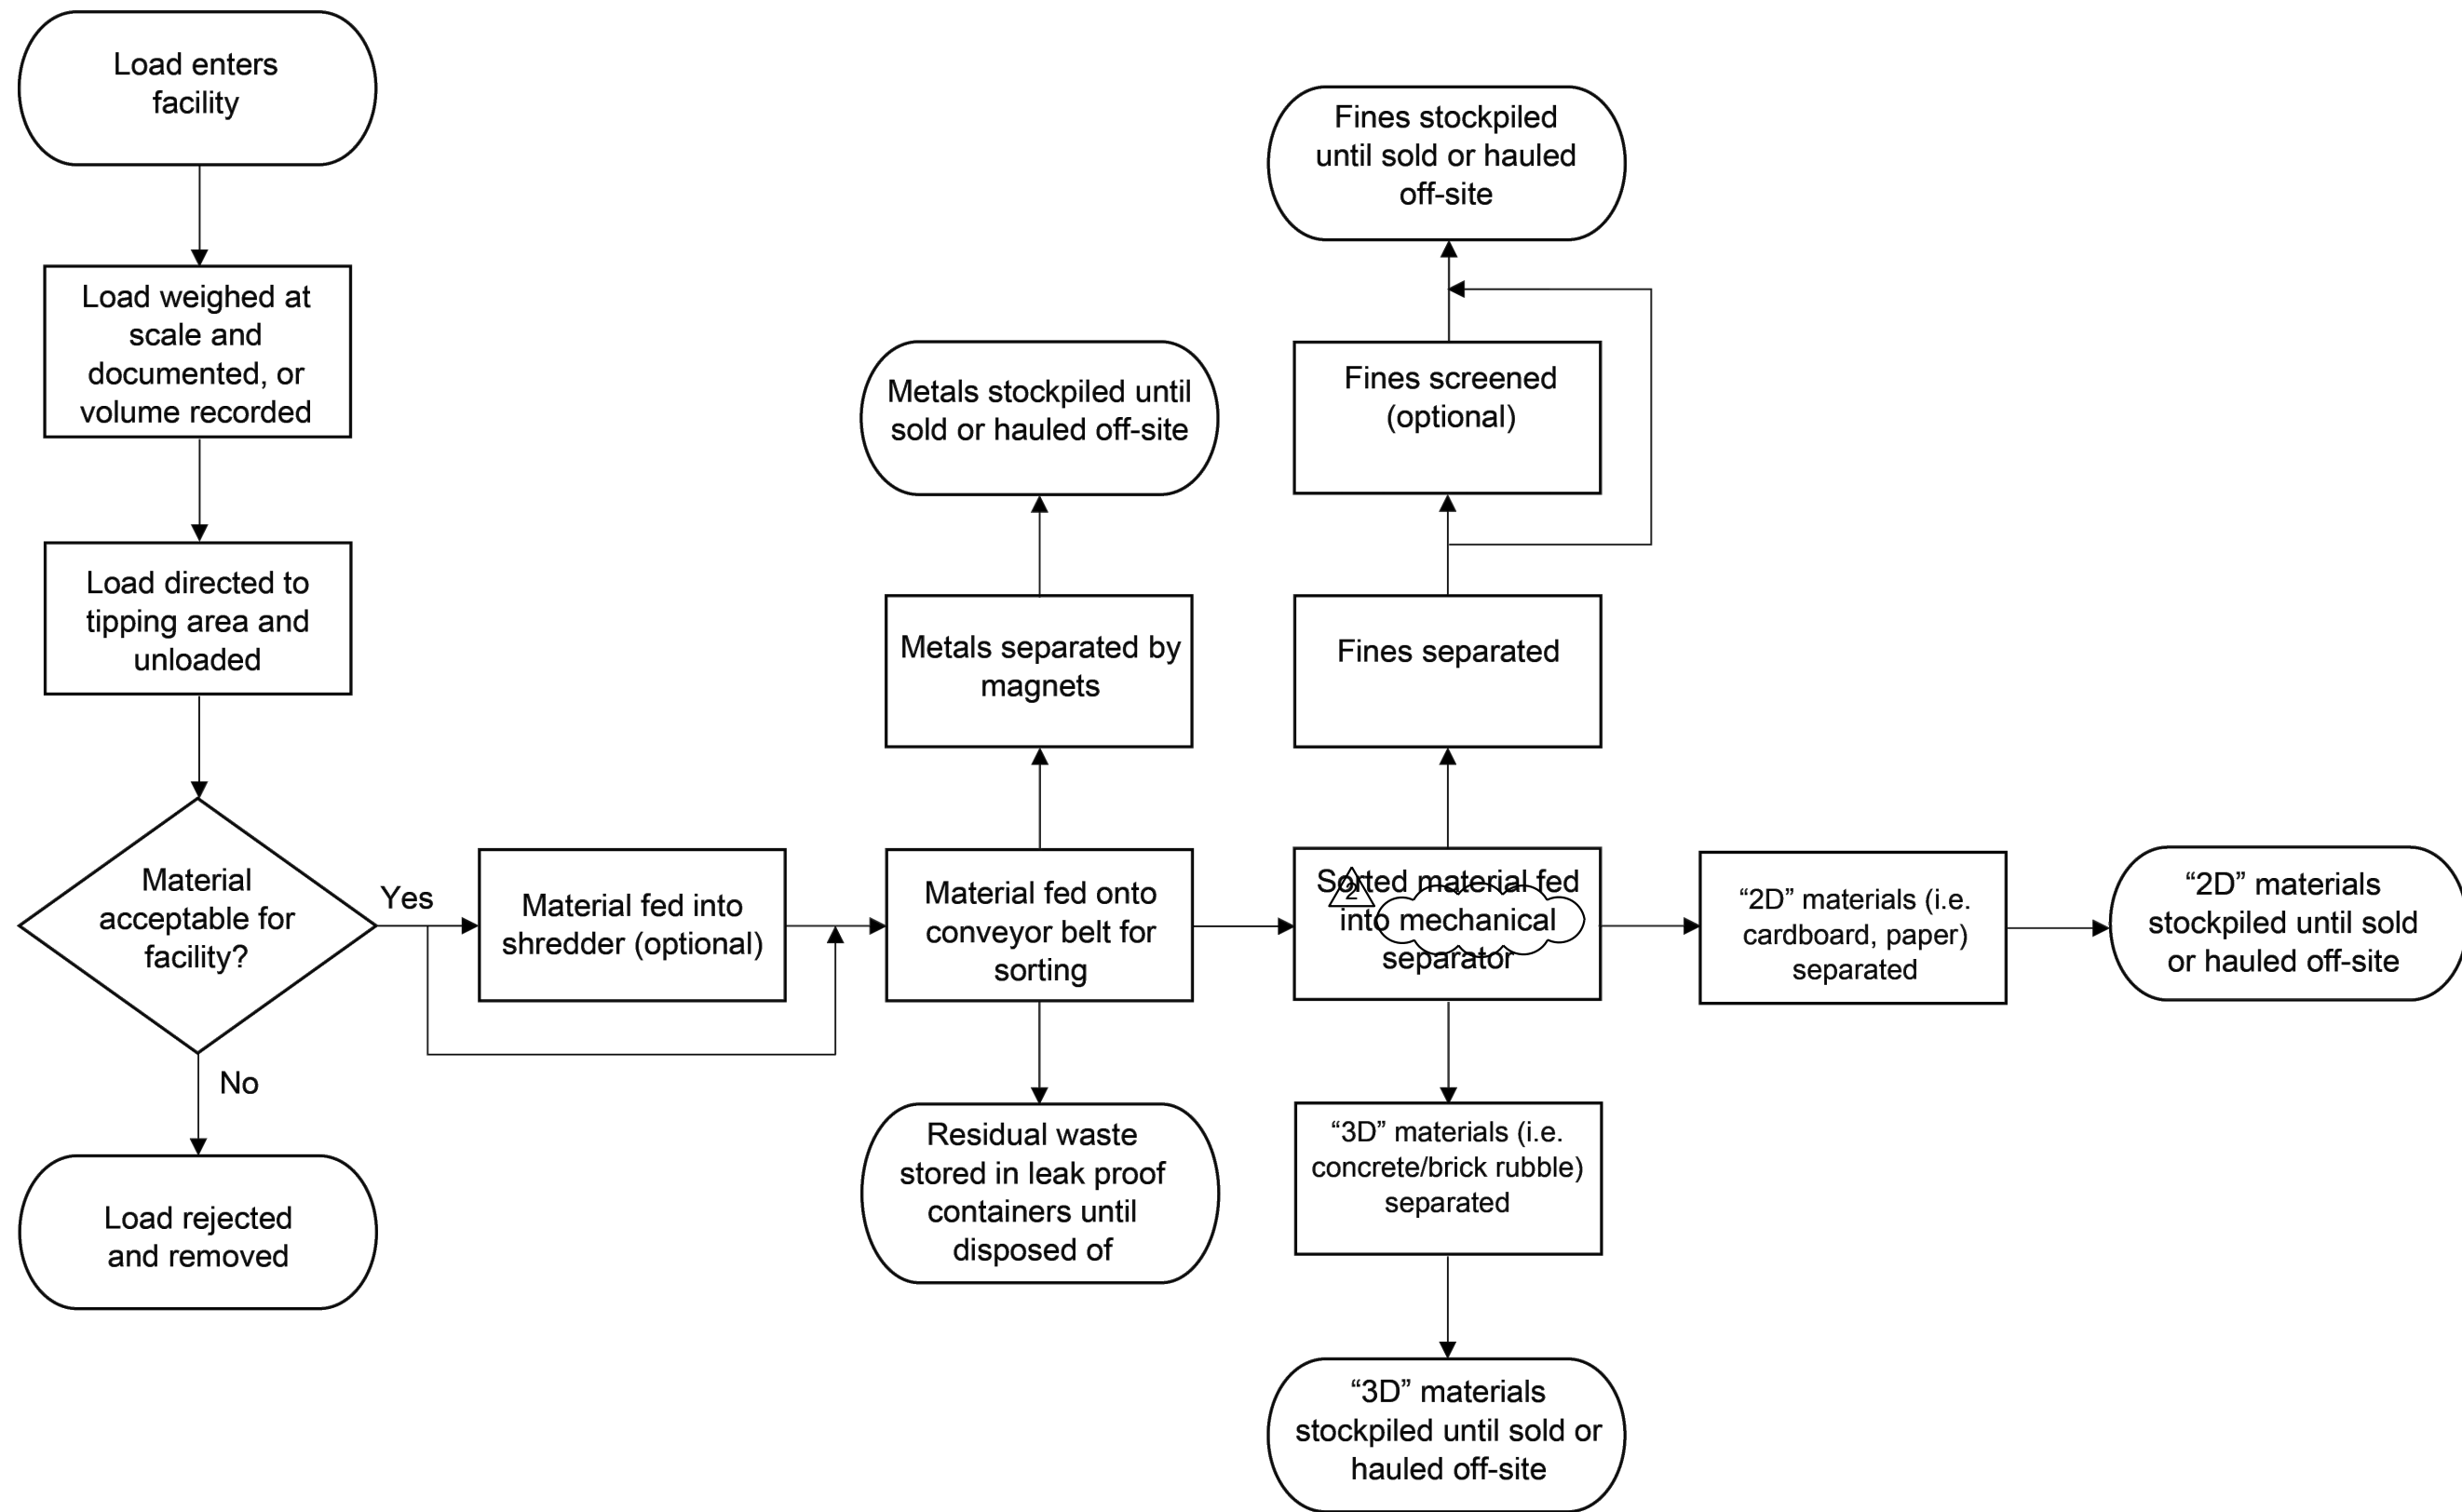 Load enters
facility
Load weighed at
scale and
documented, or
volume recorded
Load directed to
tipping area and
unloaded
Material
acceptable for
facility?
Yes
No
Load rejected
and removed
Material fed into
shredder (optional)
Material fed onto
conveyor belt for
sorting
Metals separated by
magnets
Metals stockpiled until
sold or hauled off-site
Residual waste
stored in leak proof
containers until
disposed of
Sorted material fed
into mechanical
separator
2
Fines separated
Fines screened
(optional)
Fines stockpiled
until sold or hauled
off-site
“2D” materials (i.e.
cardboard, paper)
separated
“2D” materials
stockpiled until sold
or hauled off-site
“3D” materials (i.e.
concrete/brick rubble)
separated
“3D” materials
stockpiled until sold or
hauled off-site